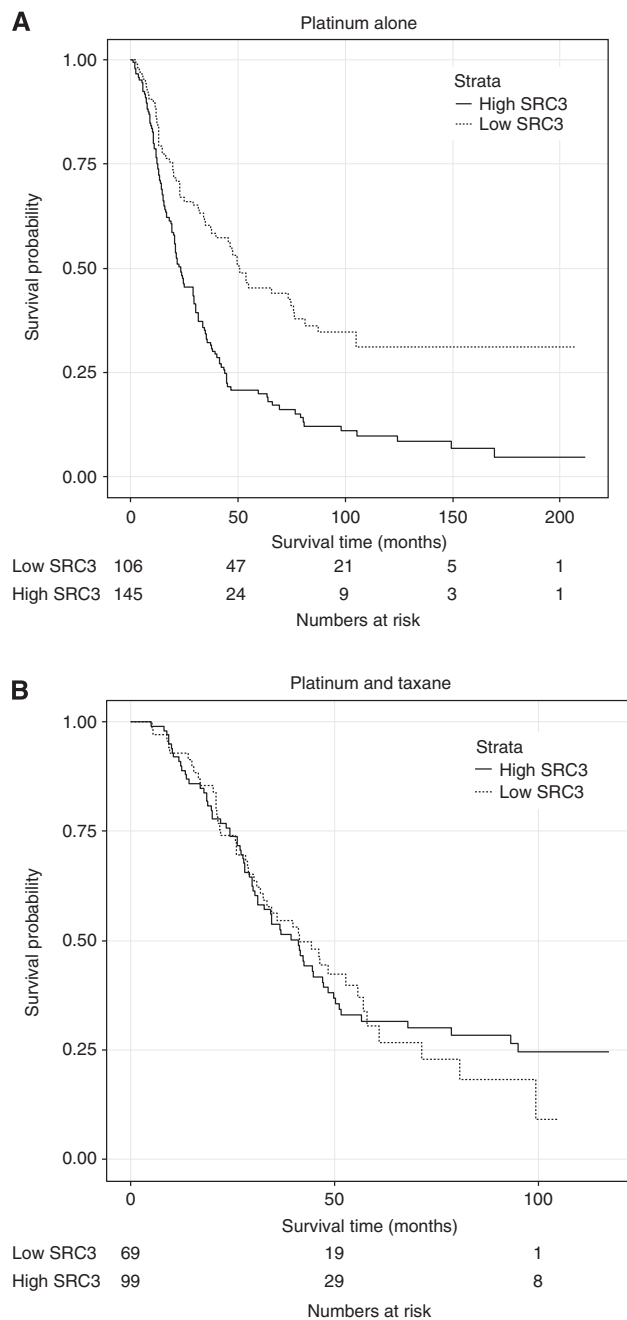 A
Platinum alone
1.00
0.75
0.50
0.25
0.00
Survival probability
Strata
High SRC3
Low SRC3
0 50 100 150 200
Survival time (months)
Low SRC3 106 47 21 5 1
High SRC3 145 24 9 3 1
Numbers at risk
B
Platinum and taxane
1.00
0.75
0.50
0.25
0.00
Survival probability
Strata
High SRC3
Low SRC3
0 50 100
Survival time (months)
Low SRC3 69 19 1
High SRC3 99 29 8
Numbers at risk